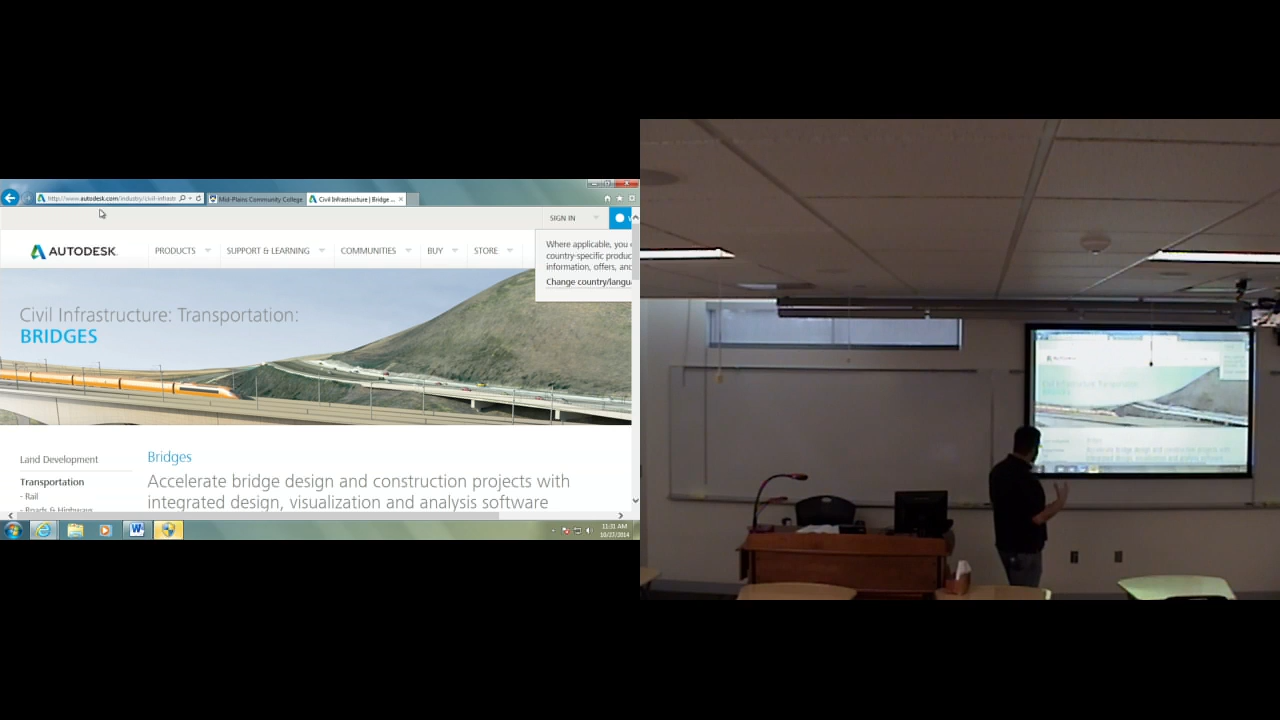 http://www.autodesk.com/industry/civil-infrastr
Mid-Plains Community College
Civil Infrastructure | Bridge ...
SIGN IN
AUTODESK
PRODUCTS
SUPPORT & LEARNING
COMMUNITIES
BUY
STORE
Where applicable, you
country-specific produc
information, offers, and
Change country/langu
Civil Infrastructure: Transportation:
BRIDGES
Land Development
Transportation
- Rail
- Roads & Highways
Bridges
Accelerate bridge design and construction projects with
integrated design, visualization and analysis software
11:31 AM
10/27/2014